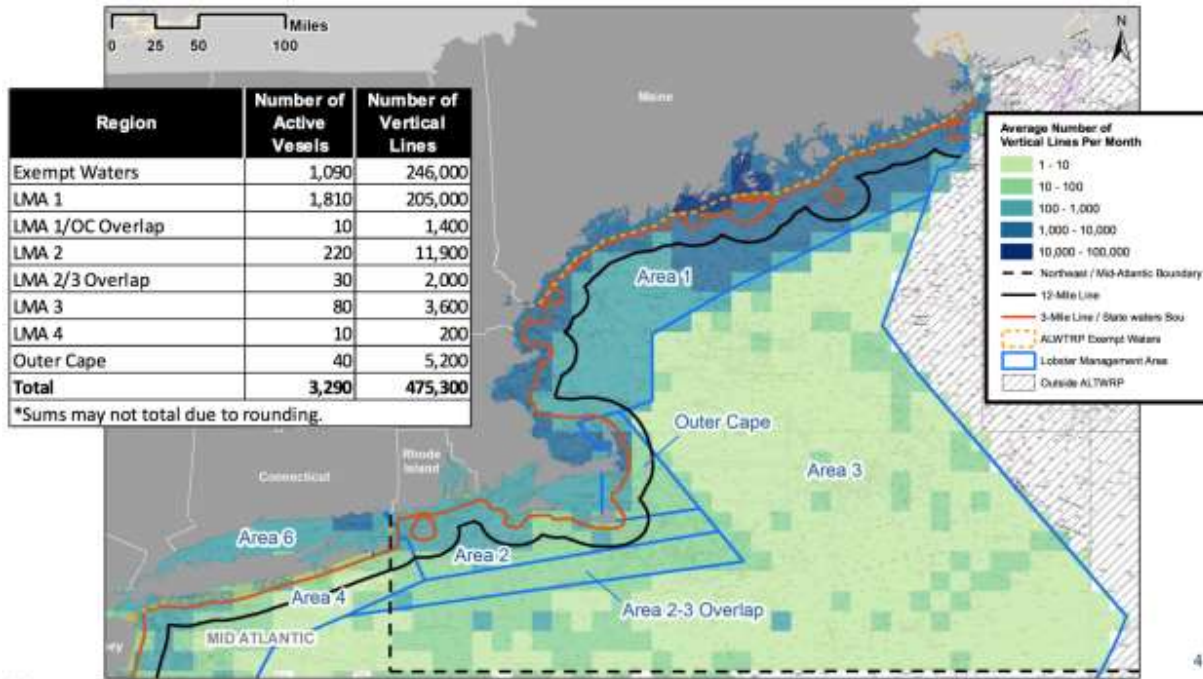 Miles
0 25 50 100
N
Maine
Region Number of Active Vesels Number of Vertical Lines
Exempt Waters 1,090 246,000
LMA 1 1,810 205,000
LMA 1/OC Overlap 10 1,400
LMA 2 220 11,900
LMA 2/3 Overlap 30 2,000
LMA 3 80 3,600
LMA 4 10 200
Outer Cape 40 5,200
Total 3,290 475,300
*Sums may not total due to rounding.
Average Number of
Vertical Lines Per Month
1 - 10
10 - 100
100 - 1,000
1,000 - 10,000
10,000 - 100,000
Northeast / Mid-Atlantic Boundary
12-Mile Line
3-Mile Line / State waters Bou
ALWTRP Exempt Waters
Lobster Management Area
Outside ALTWRP
Area 1
Outer Cape
Rhode
Island
Connecticut
Area 3
Area 6
Area 2
Area 4
Area 2-3 Overlap
MID ATLANTIC
4